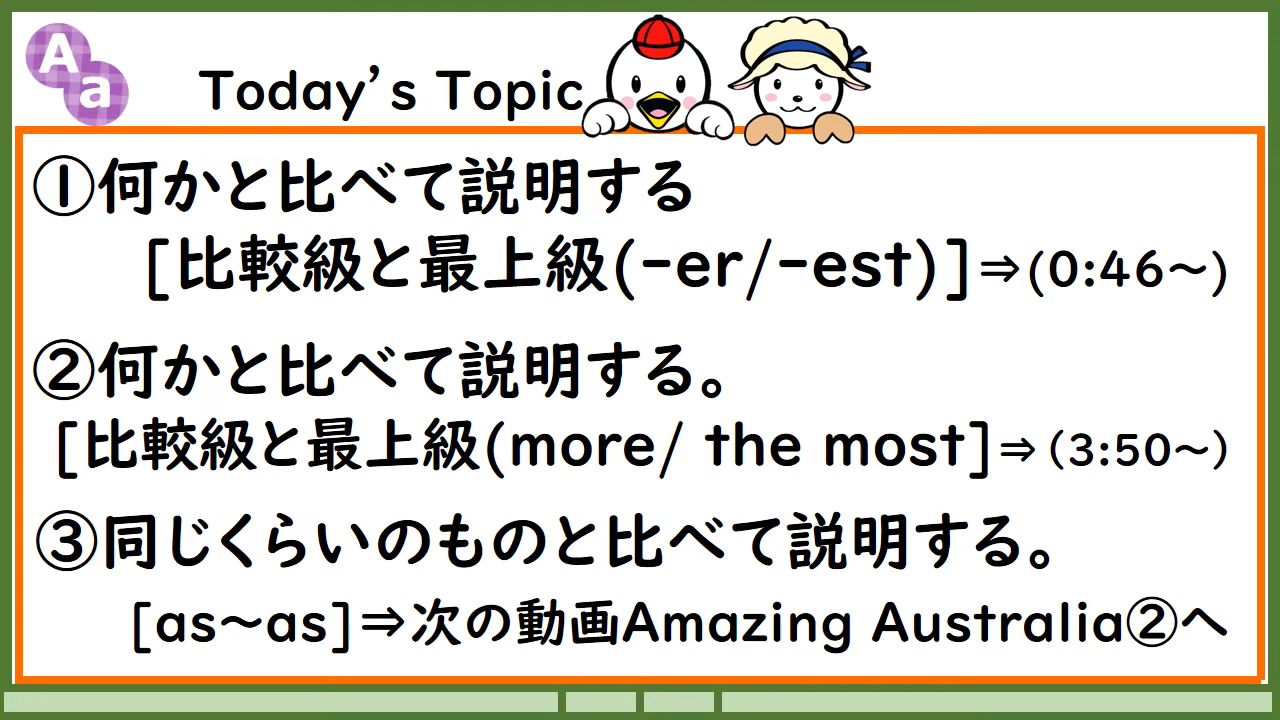 Aa
Today's Topic
①何かと比べて説明する
[比較級と最上級(-er/-est)]⇒(0:46~)
②何かと比べて説明する。
[比較級と最上級(more/ the most]⇒(3:50~)
③同じくらいのものと比べて説明する。
[as~as]⇒次の動画Amazing Australia②へ